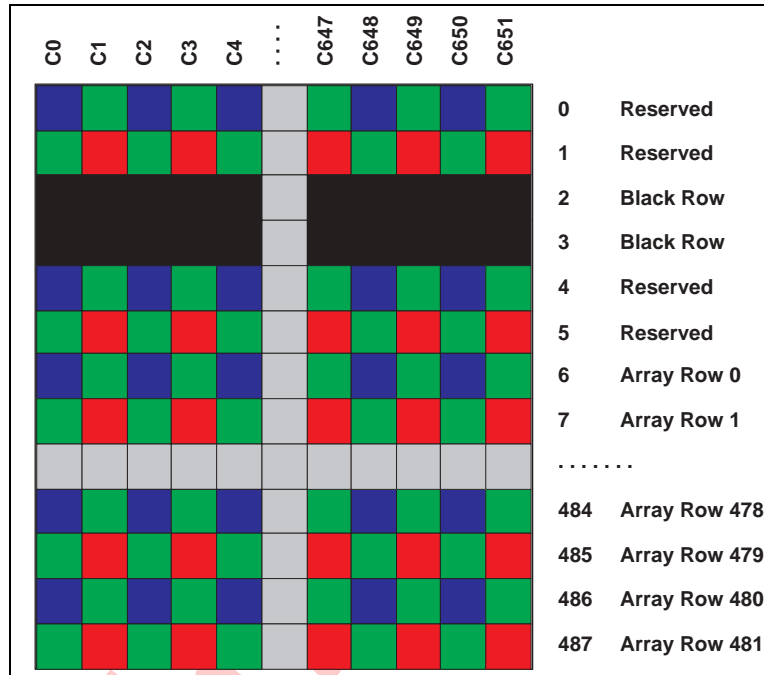 C0 C1 C2 C3 C4 . . . . C647 C648 C649 C650 C651
0 Reserved
1 Reserved
2 Black Row
3 Black Row
4 Reserved
5 Reserved
6 Array Row 0
7 Array Row 1
. . . . . . .
484 Array Row 478
485 Array Row 479
486 Array Row 480
487 Array Row 481